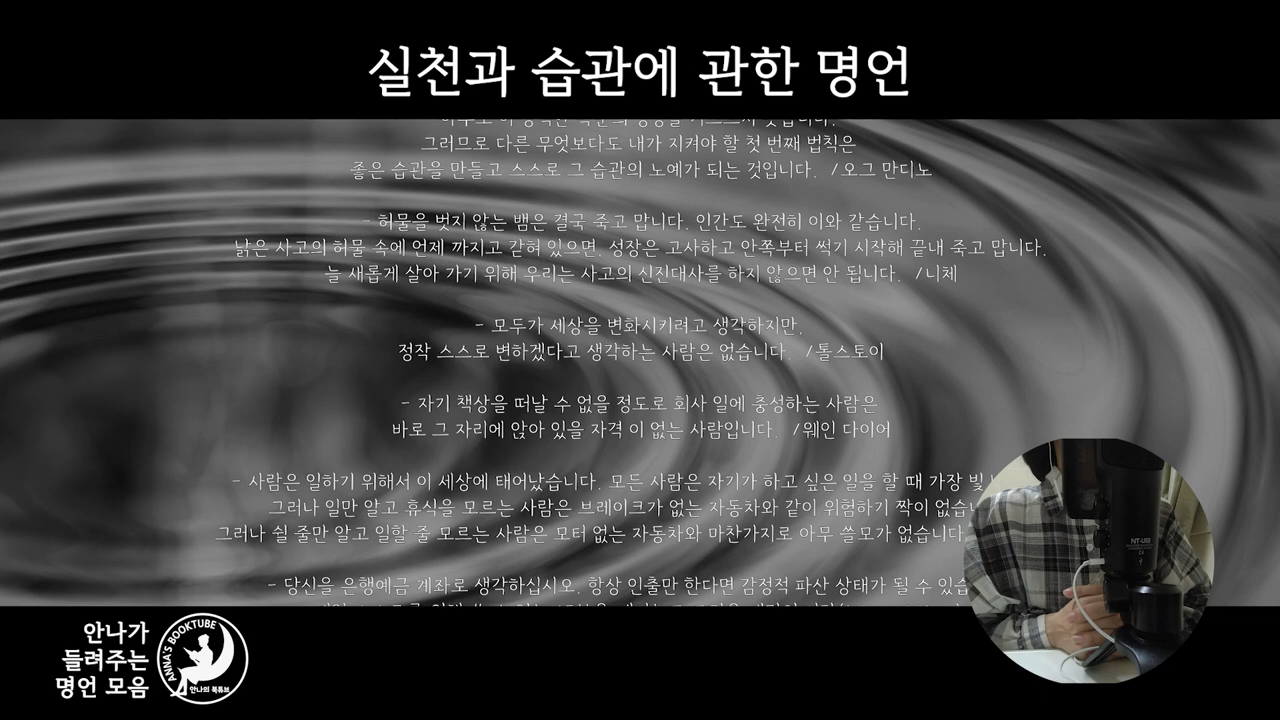 실천과 습관에 관한 명언
그러므로 다른 무엇보다도 내가 지켜야 할 첫 번째 법칙은
좋은 습관을 만들고 스스로 그 습관의 노예가 되는 것입니다. /오그 만디노
- 허물을 벗지 않는 뱀은 결국 죽고 맙니다. 인간도 완전히 이와 같습니다.
낡은 사고의 허물 속에 언제 까지고 갇혀 있으면, 성장은 고사하고 안쪽부터 썩기 시작해 끝내 죽고 맙니다.
늘 새롭게 살아 가기 위해 우리는 사고의 신진대사를 하지 않으면 안 됩니다. /니체
- 모두가 세상을 변화시키려고 생각하지만,
정작 스스로 변하겠다고 생각하는 사람은 없습니다. /톨스토이
- 자기 책상을 떠날 수 없을 정도로 회사 일에 충성하는 사람은
바로 그 자리에 앉아 있을 자격 이 없는 사람입니다. /웨인 다이어
- 사람은 일하기 위해서 이 세상에 태어났습니다. 모든 사람은 자기가 하고 싶은 일을 할 때 가장 빛
그러나 일만 알고 휴식을 모르는 사람은 브레이크가 없는 자동차와 같이 위험하기 짝이 없습
그러나 쉴 줄만 알고 일할 줄 모르는 사람은 모터 없는 자동차와 마찬가지로 아무 쓸모가 없습니다.
- 당신을 은행예금 계좌로 생각하십시오. 항상 인출만 한다면 감정적 파산 상태가 될 수 있습
NT-USB
안나가
들려주는
명언 모음
ANNA'S BOOKTUBE
안나의 북튜브